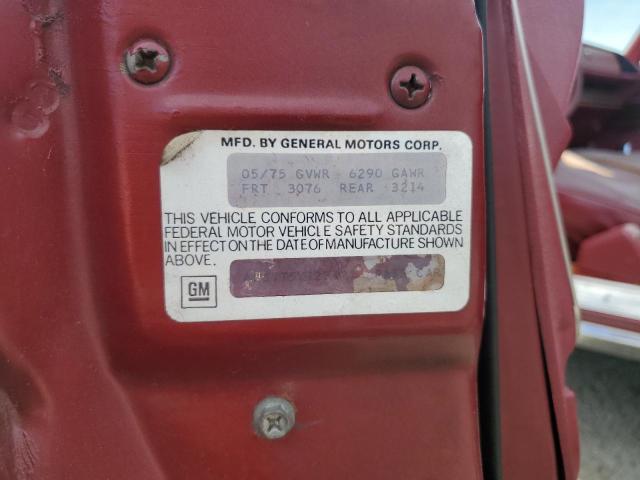 MFD. BY GENERAL MOTORS CORP.
05/75 GVWR 6290 GAWR
FRT 3076 REAR 3214
THIS VEHICLE CONFORMS TO ALL APPLICABLE
FEDERAL MOTOR VEHICLE SAFETY STANDARDS
IN EFFECT ON THE DATE OF MANUFACTURE SHOWN
ABOVE.
GM